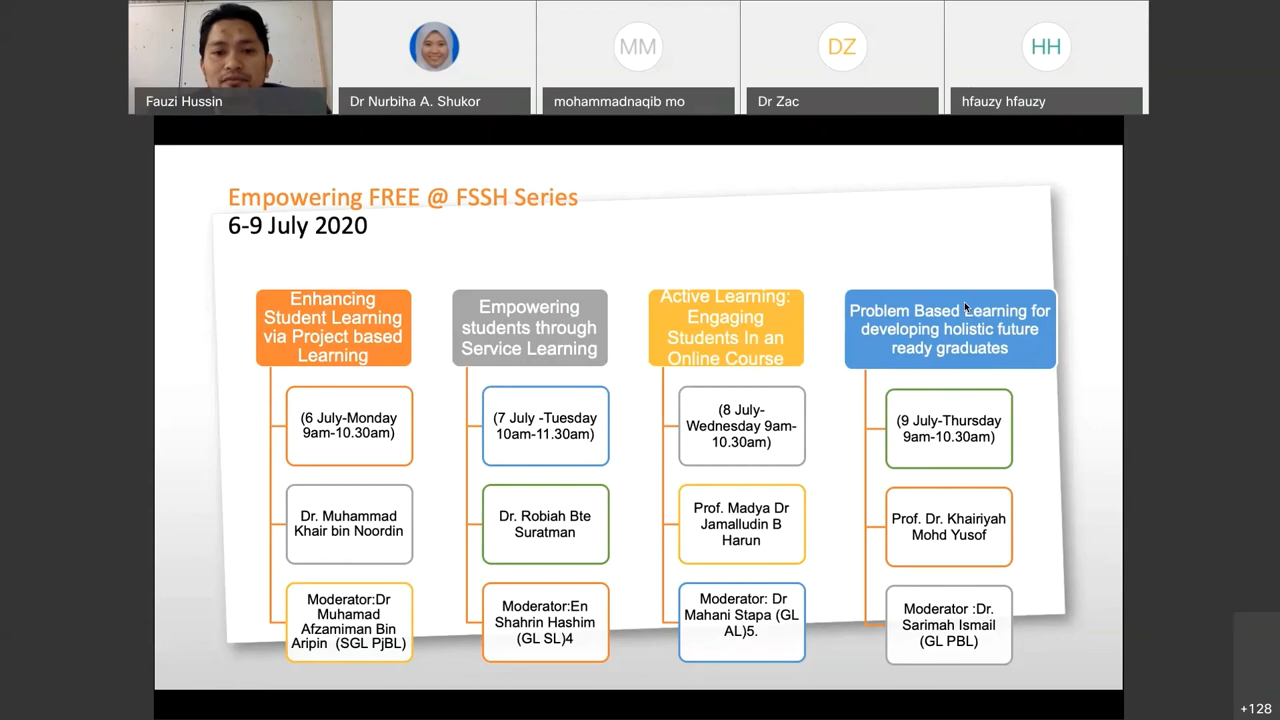 MM
DZ
HH
Fauzi Hussin
Dr Nurbiha A. Shukor
mohammadnaqib mo
Dr Zac
hfauzy hfauzy
Empowering FREE @ FSSH Series
6-9 July 2020
Enhancing
Student Learning
via Project based
Learning
(6 July-Monday
9am-10.30am)
Dr. Muhammad
Khair bin Noordin
Moderator:Dr
Muhamad
Afzamiman Bin
Aripin (SGL PjBL)
Empowering
students through
Service Learning
(7 July -Tuesday
10am-11.30am)
Dr. Robiah Bte
Suratman
Moderator:En
Shahrin Hashim
(GL SL)4
Active Learning:
Engaging
Students In an
Online Course
(8 July-
Wednesday 9am-
10.30am)
Prof. Madya Dr
Jamalludin B
Harun
Moderator: Dr
Mahani Stapa (GL
AL)5.
Problem Based Learning for
developing holistic future
ready graduates
(9 July-Thursday
9am-10.30am)
Prof. Dr. Khairiyah
Mohd Yusof
Moderator :Dr.
Sarimah Ismail
(GL PBL)
+128